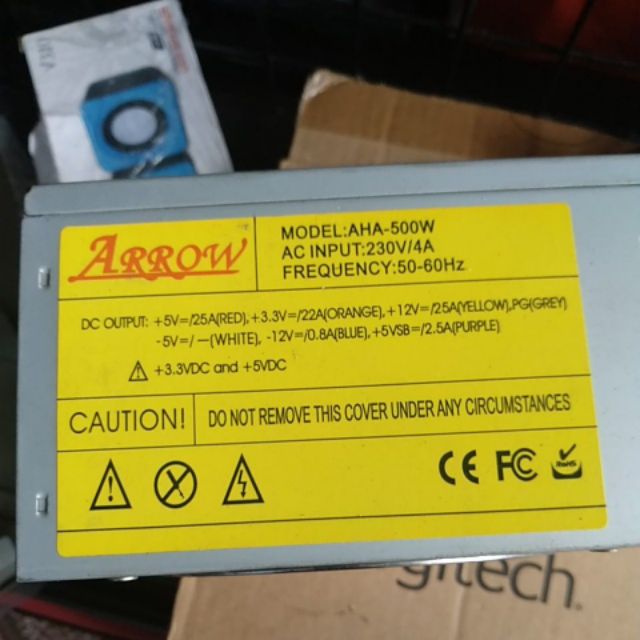 ARROW
MODEL:AHA-500W
AC INPUT:230V/4A
FREQUENCY:50-60Hz
DC OUTPUT: +5V=/25A(RED),+3.3V=/22A(ORANGE),+12V=/25A(YELLOW),PG(GREY)
-5V=/—(WHITE), -12V=/0.8A(BLUE),+5VSB=/2.5A(PURPLE)
+3.3VDC and +5VDC
CAUTION!
DO NOT REMOVE THIS COVER UNDER ANY CIRCUMSTANCES
CE FC RoHS
gitech